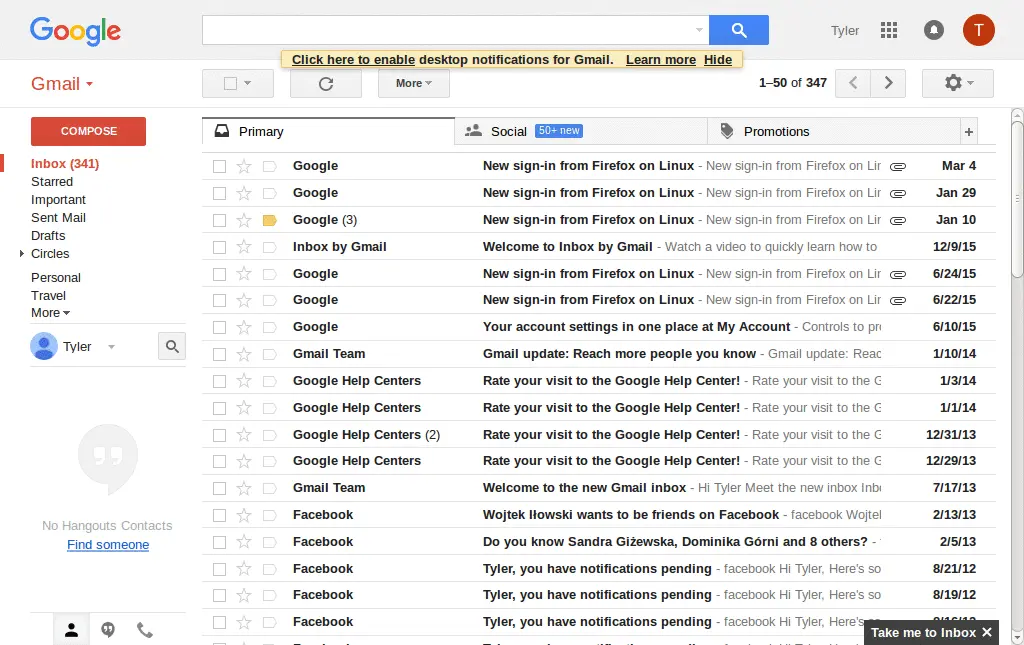 Google
Tyler
T
Click here to enable desktop notifications for Gmail. Learn more Hide
Gmail
More
1–50 of 347
COMPOSE
Inbox (341)
Starred
Important
Sent Mail
Drafts
Circles
Personal
Travel
More
Tyler
No Hangouts Contacts
Find someone
Primary
Social 50+ new
Promotions
+
Google New sign-in from Firefox on Linux - New sign-in from Firefox on Lin Mar 4
Google New sign-in from Firefox on Linux - New sign-in from Firefox on Lin Jan 29
Google (3) New sign-in from Firefox on Linux - New sign-in from Firefox on Lin Jan 10
Inbox by Gmail Welcome to Inbox by Gmail - Watch a video to quickly learn how to 12/9/15
Google New sign-in from Firefox on Linux - New sign-in from Firefox on Lin 6/24/15
Google New sign-in from Firefox on Linux - New sign-in from Firefox on Lin 6/22/15
Google Your account settings in one place at My Account - Controls to pro 6/10/15
Gmail Team Gmail update: Reach more people you know - Gmail update: Reac 1/10/14
Google Help Centers Rate your visit to the Google Help Center! - Rate your visit to the G 1/3/14
Google Help Centers Rate your visit to the Google Help Center! - Rate your visit to the G 1/1/14
Google Help Centers (2) Rate your visit to the Google Help Center! - Rate your visit to the G 12/31/13
Google Help Centers Rate your visit to the Google Help Center! - Rate your visit to the G 12/29/13
Gmail Team Welcome to the new Gmail inbox - Hi Tyler Meet the new inbox Inbo 7/17/13
Facebook Wojtek Iłowski wants to be friends on Facebook - facebook Wojtek 2/13/13
Facebook Do you know Sandra Giżewska, Dominika Górni and 8 others? - 2/5/13
Facebook Tyler, you have notifications pending - facebook Hi Tyler, Here's so 8/21/12
Facebook Tyler, you have notifications pending - facebook Hi Tyler, Here's so 8/19/12
Facebook Tyler, you have notifications pending - facebook Hi Tyler, Here's so
Take me to Inbox ×